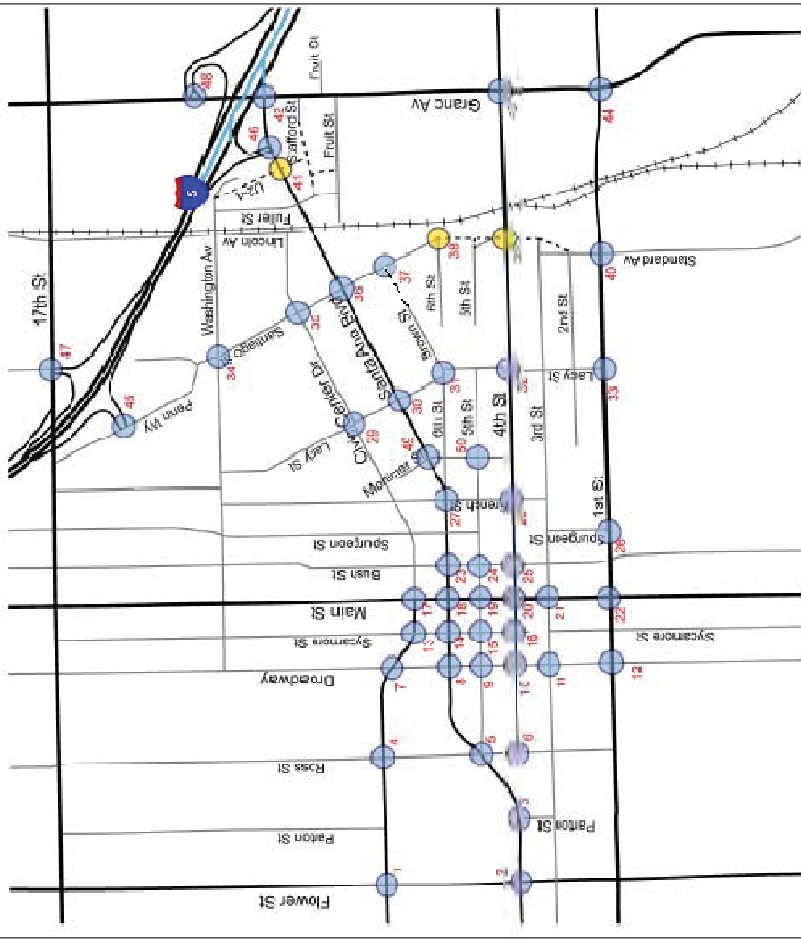 48
Fruit St
42
Stafford St
46
41
Fruit St
Granc Av
44
5
Fuller St
17th St
Lincoln Av
38
Washington Av
37
6th St
5th St
40
Standard Av
36
35
Santiago
Santa Ana Blvd
Brown St
2nd St
47
34
31
32
Lacy St
33
45
Penn Wy
Civic Center Dr
30
6th St
5th St
4th St
3rd St
29
Lacy St
49
50
27
French St
1st St
Spurgeon St
Spurgeon St
26
Bush St
23
24
25
Main St
17
18
19
20
21
22
Sycamore St
13
14
15
16
Sycamore St
Broadway
7
8
9
10
11
12
Ross St
4
5
6
3
Parton St
Parton St
Flower St
1
2